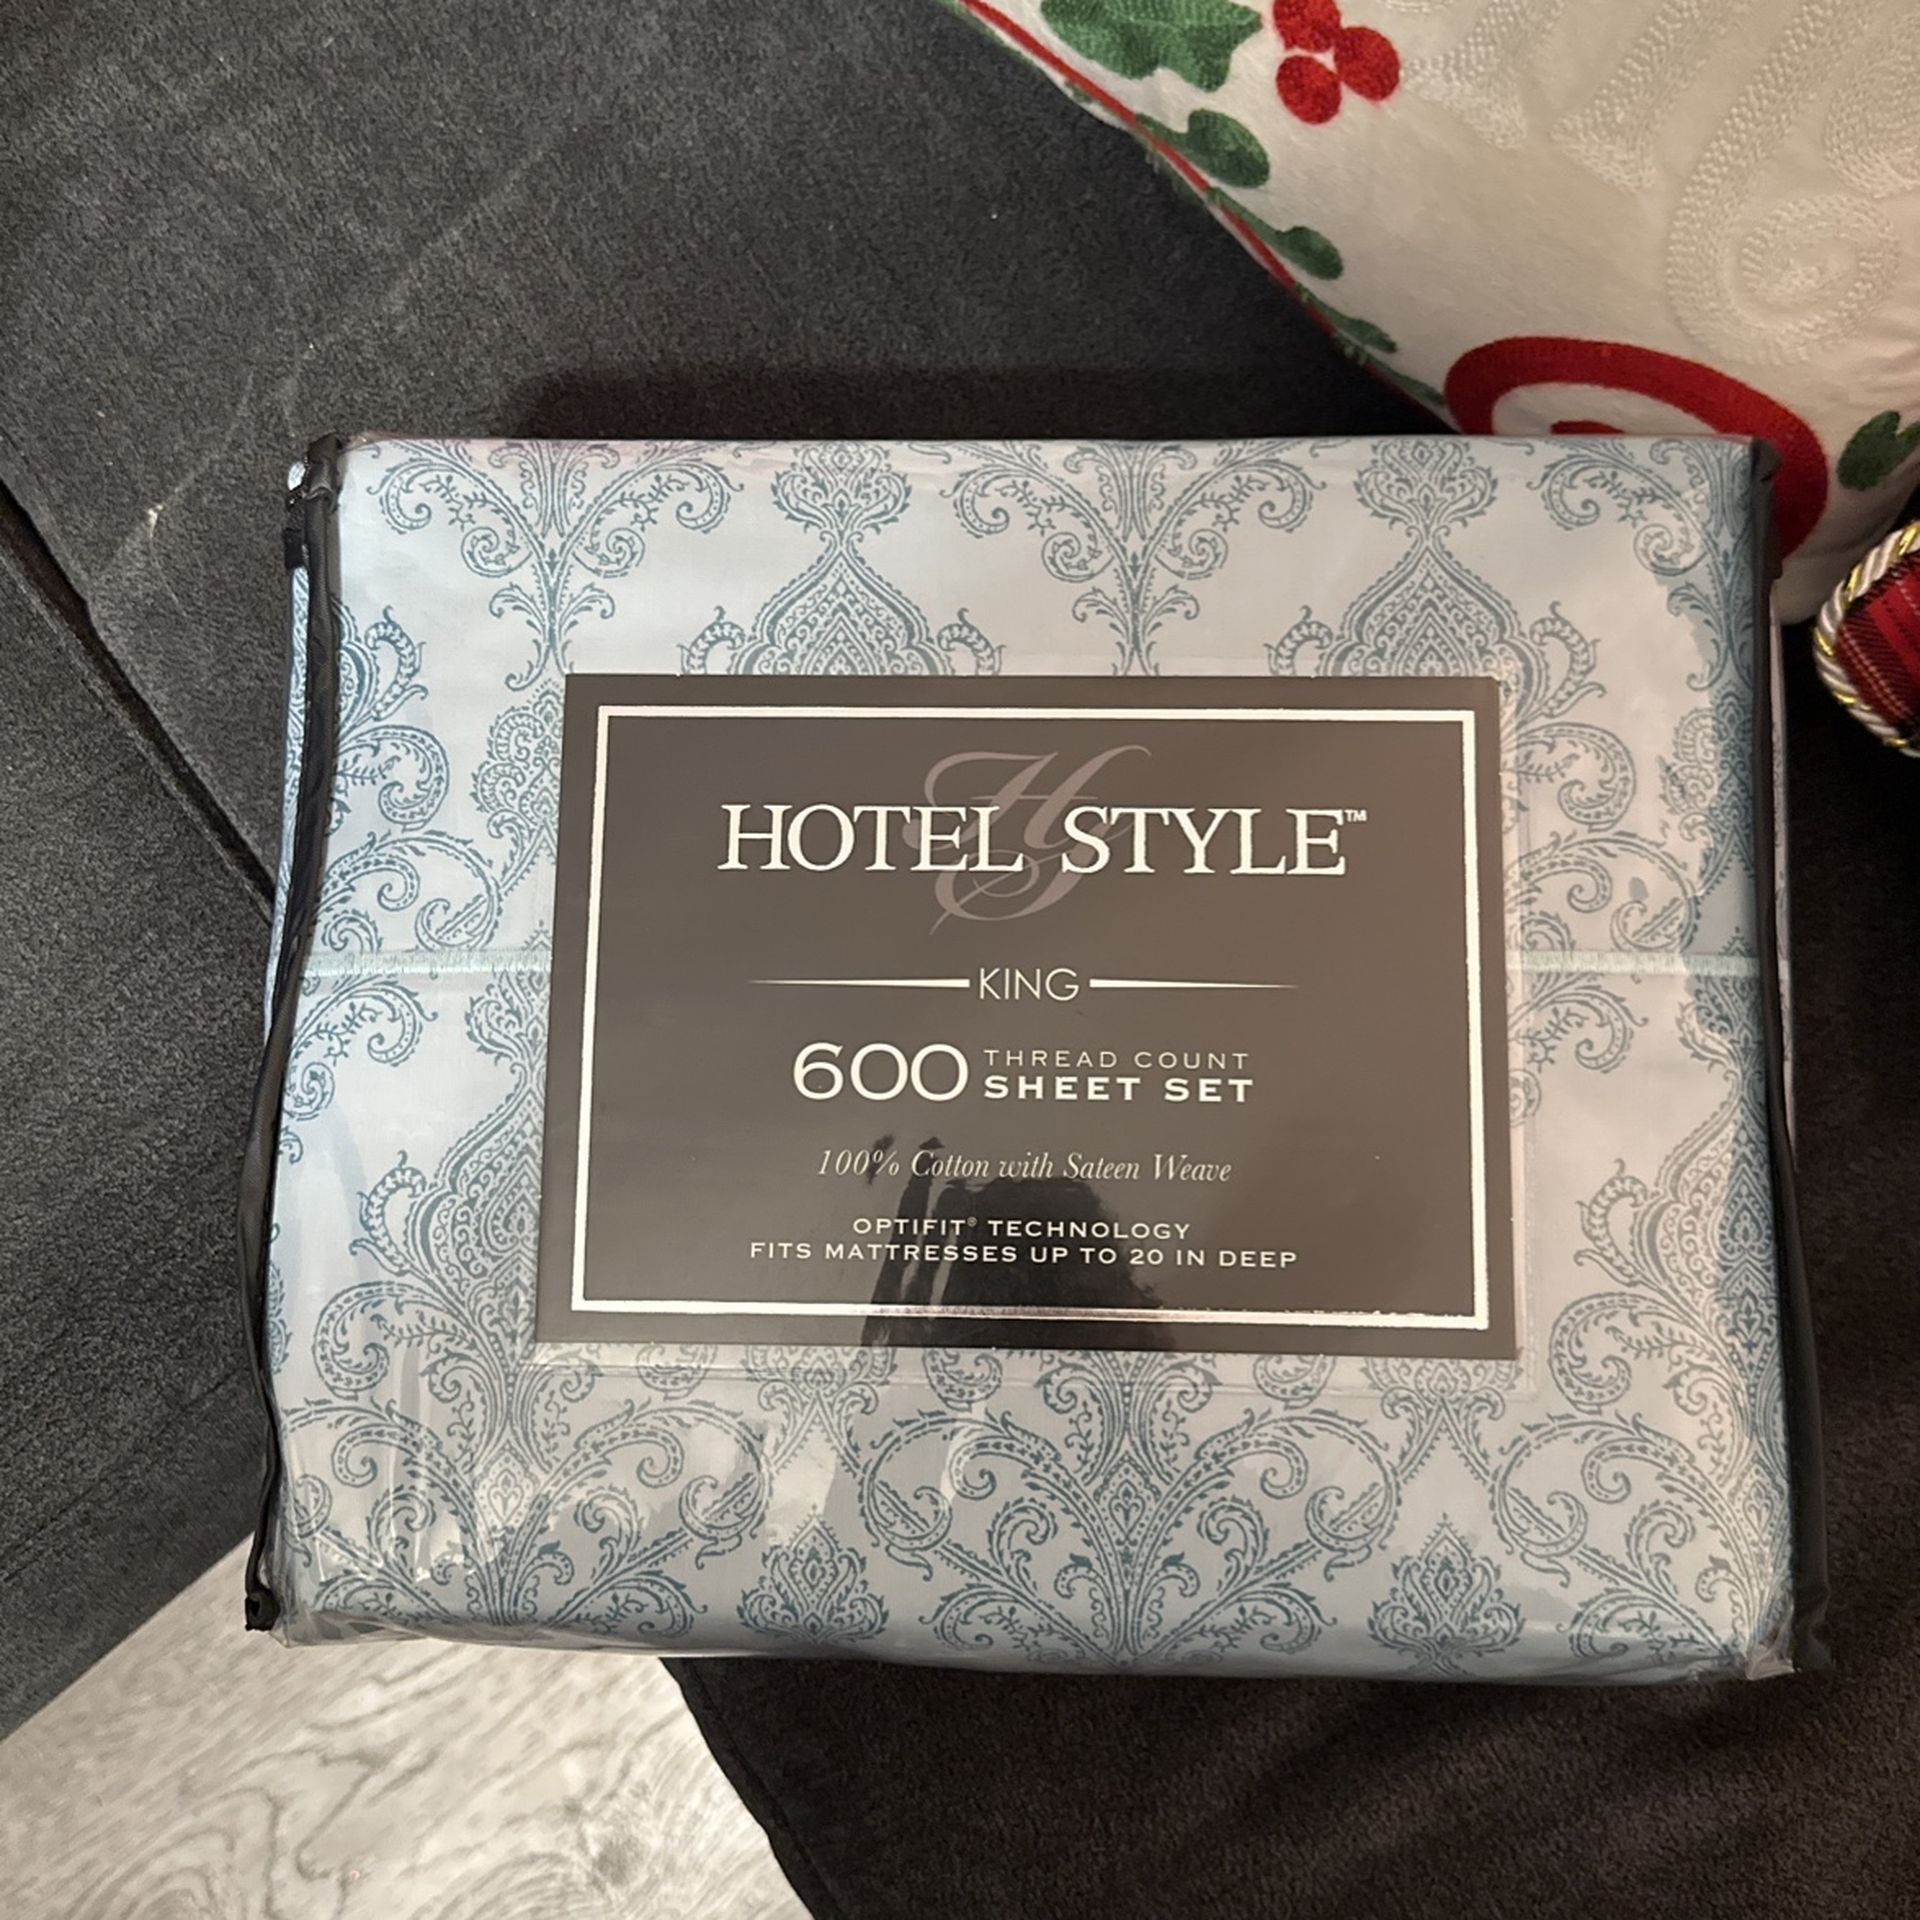 HOTEL STYLE™
KING
600 THREAD COUNT
SHEET SET
100% Cotton with Sateen Weave
OPTIFIT® TECHNOLOGY
FITS MATTRESSES UP TO 20 IN DEEP